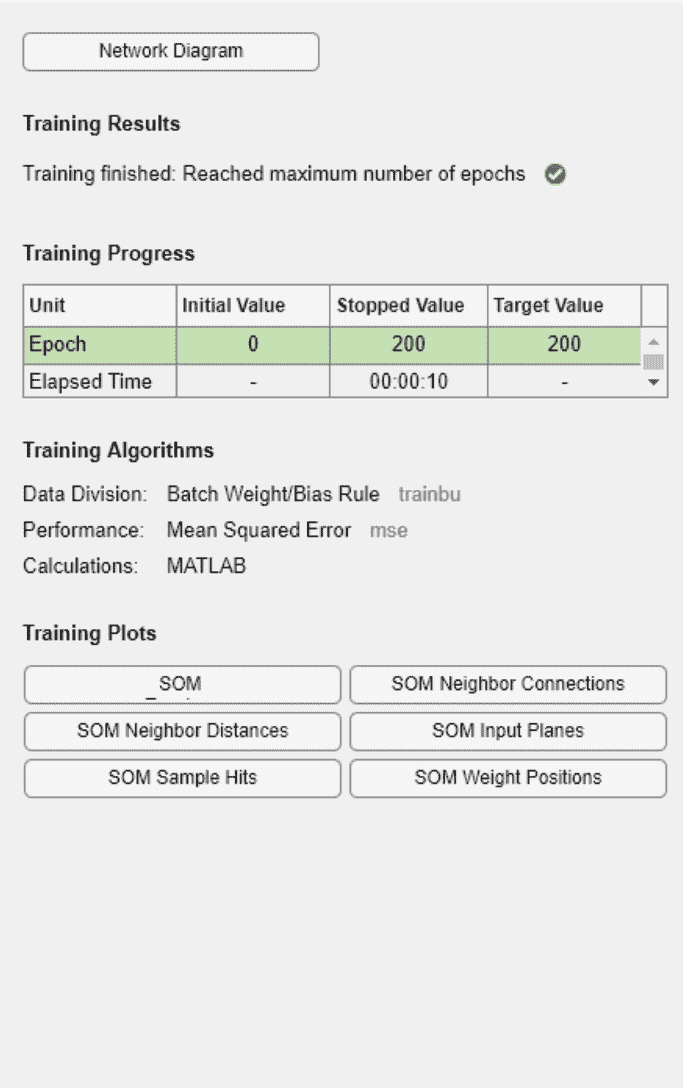 Network Diagram
Training Results
Training finished: Reached maximum number of epochs
Training Progress
Unit Initial Value Stopped Value Target Value
Epoch 0 200 200
Elapsed Time - 00:00:10 -
Training Algorithms
Data Division: Batch Weight/Bias Rule trainbu
Performance: Mean Squared Error mse
Calculations: MATLAB
Training Plots
SOM SOM Neighbor Connections
SOM Neighbor Distances SOM Input Planes
SOM Sample Hits SOM Weight Positions